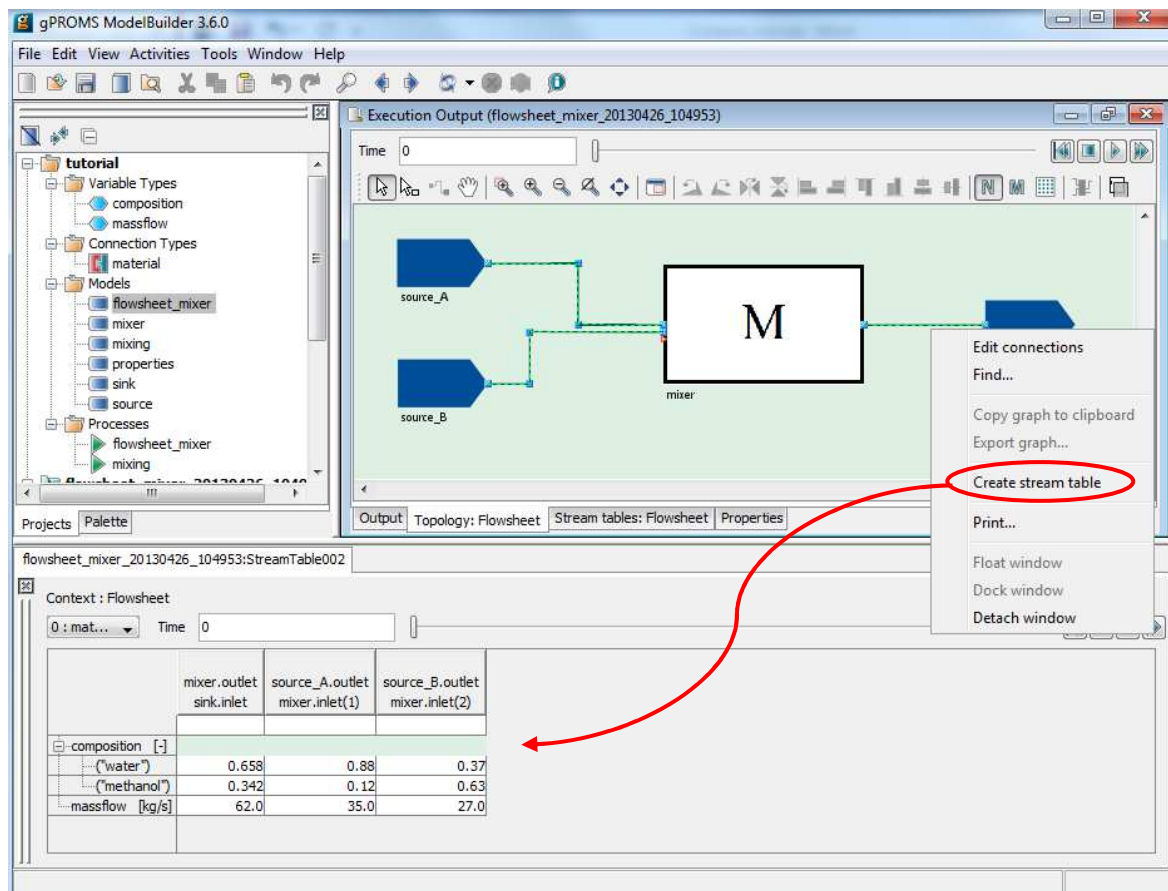 gPROMS ModelBuilder 3.6.0
File Edit View Activities Tools Window Help
tutorial
Variable Types
composition
massflow
Connection Types
material
Models
flowsheet_mixer
mixer
mixing
properties
sink
source
Processes
flowsheet_mixer
mixing
Projects Palette
Execution Output (flowsheet_mixer_20130426_104953)
Time 0
N M
source_A
source_B
M
mixer
Output Topology: Flowsheet Stream tables: Flowsheet Properties
Edit connections
Find...
Copy graph to clipboard
Export graph...
Create stream table
Print...
Float window
Dock window
Detach window
flowsheet_mixer_20130426_104953:StreamTable002
Context : Flowsheet
0 : mat... Time 0
mixer.outlet source_A.outlet source_B.outlet
sink.inlet mixer.inlet(1) mixer.inlet(2)
composition [-]
("water") 0.658 0.88 0.37
("methanol") 0.342 0.12 0.63
massflow [kg/s] 62.0 35.0 27.0